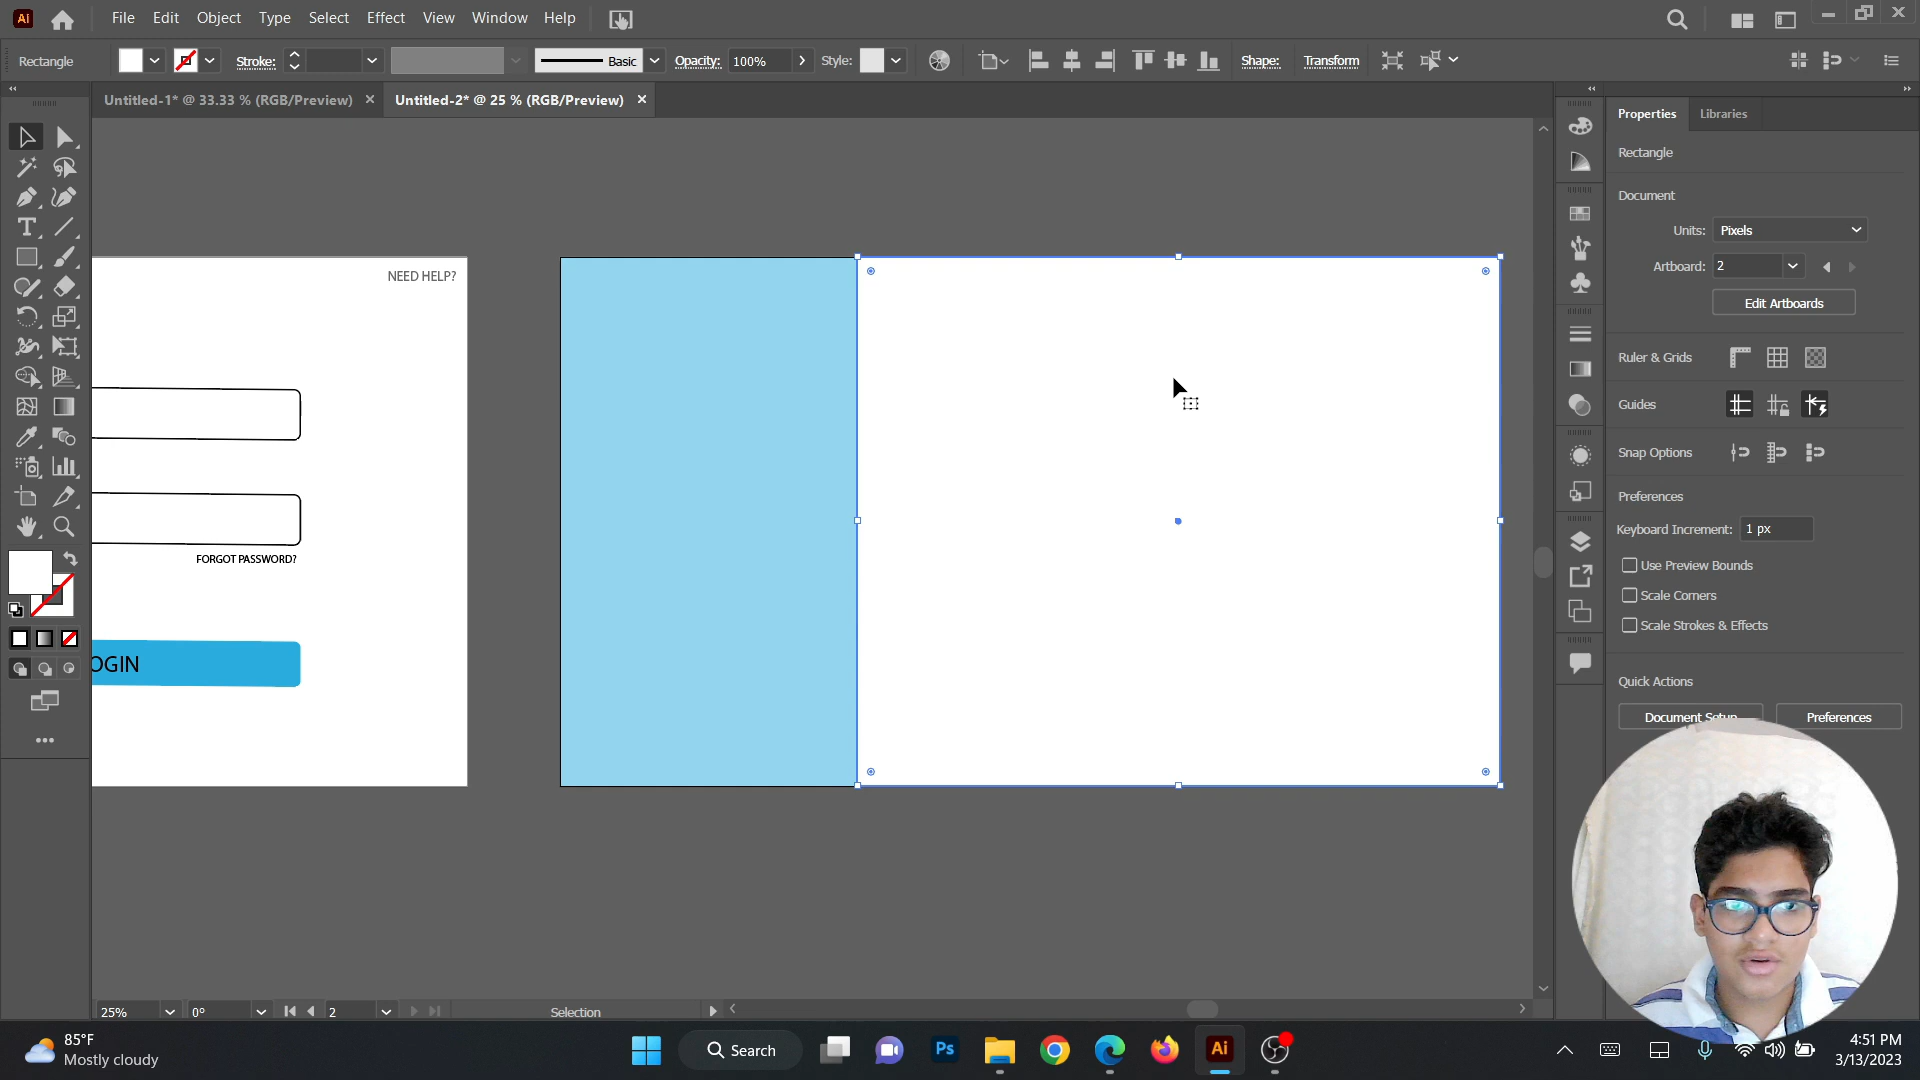 Ai File Edit Object Type Select Effect View Window Help
Rectangle Stroke: Basic Opacity: 100% Style: Shape: Transform
Untitled-1* @ 33.33 % (RGB/Preview) × Untitled-2* @ 25 % (RGB/Preview) ×
Properties Libraries
Rectangle
Document
Units: Pixels
Artboard: 2
Edit Artboards
Ruler & Grids
Guides
Snap Options
Preferences
Keyboard Increment: 1 px
Use Preview Bounds
Scale Corners
Scale Strokes & Effects
Quick Actions
Document Setup Preferences
NEED HELP?
FORGOT PASSWORD?
OGIN
25% 0° 2 Selection
85°F
Mostly cloudy
Search
Ps
Ai
4:51 PM
3/13/2023